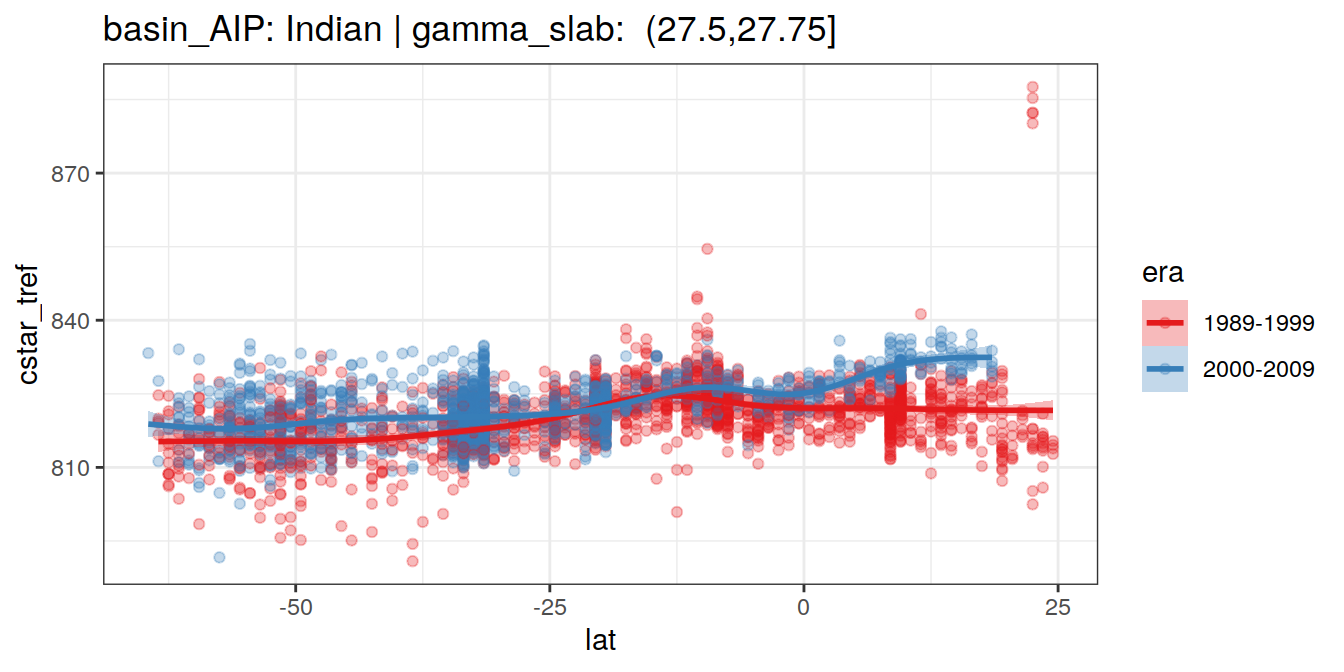 basin_AIP: Indian | gamma_slab:  (27.5,27.75]
870
840
810
cstar_tref
-50
-25
0
25
lat
era
1989-1999
2000-2009